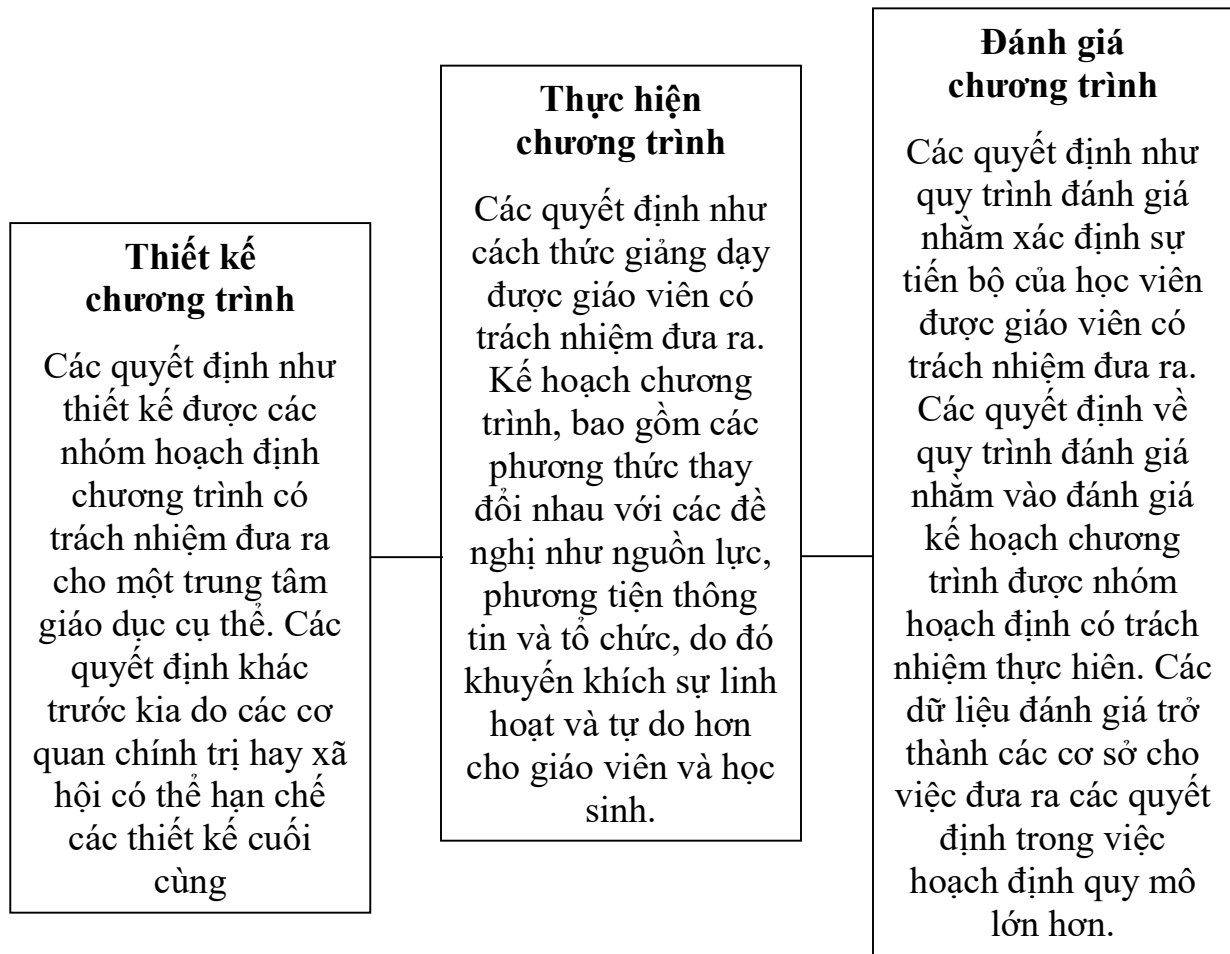 Thiết kế
chương trình
Các quyết định như
thiết kế được các
nhóm hoạch định
chương trình có
trách nhiệm đưa ra
cho một trung tâm
giáo dục cụ thể. Các
quyết định khác
trước kia do các cơ
quan chính trị hay xã
hội có thể hạn chế
các thiết kế cuối
cùng
Thực hiện
chương trình
Các quyết định như
cách thức giảng dạy
được giáo viên có
trách nhiệm đưa ra.
Kế hoạch chương
trình, bao gồm các
phương thức thay
đổi nhau với các đề
nghị như nguồn lực,
phương tiện thông
tin và tổ chức, do đó
khuyến khích sự linh
hoạt và tự do hơn
cho giáo viên và học
sinh.
Đánh giá
chương trình
Các quyết định như
quy trình đánh giá
nhằm xác định sự
tiến bộ của học viên
được giáo viên có
trách nhiệm đưa ra.
Các quyết định về
quy trình đánh giá
nhằm vào đánh giá
kế hoạch chương
trình được nhóm
hoạch định có trách
nhiệm thực hiện. Các
dữ liệu đánh giá trở
thành các cơ sở cho
việc đưa ra các quyết
định trong việc
hoạch định quy mô
lớn hơn.